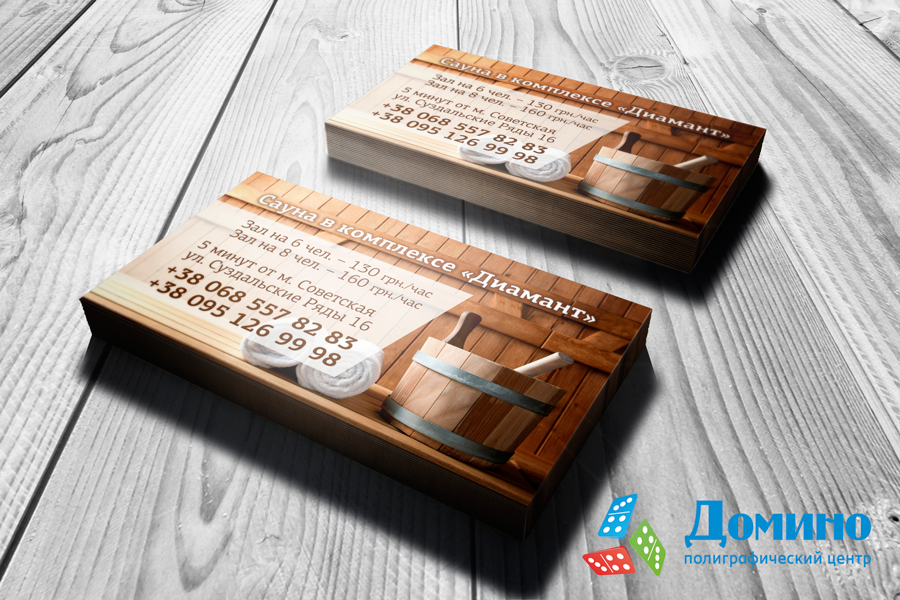 Сауна в комплексе «Диамант»
Зал на 6 чел. – 130 грн/час
Зал на 8 чел. – 160 грн/час
5 минут от м. Советская
ул. Суздальские Ряды 16
+38 068 557 82 83
+38 095 126 99 98
Сауна в комплексе «Диамант»
Зал на 6 чел. – 130 грн/час
Зал на 8 чел. – 160 грн/час
5 минут от м. Советская
ул. Суздальские Ряды 16
+38 068 557 82 83
+38 095 126 99 98
Домино
полиграфический центр